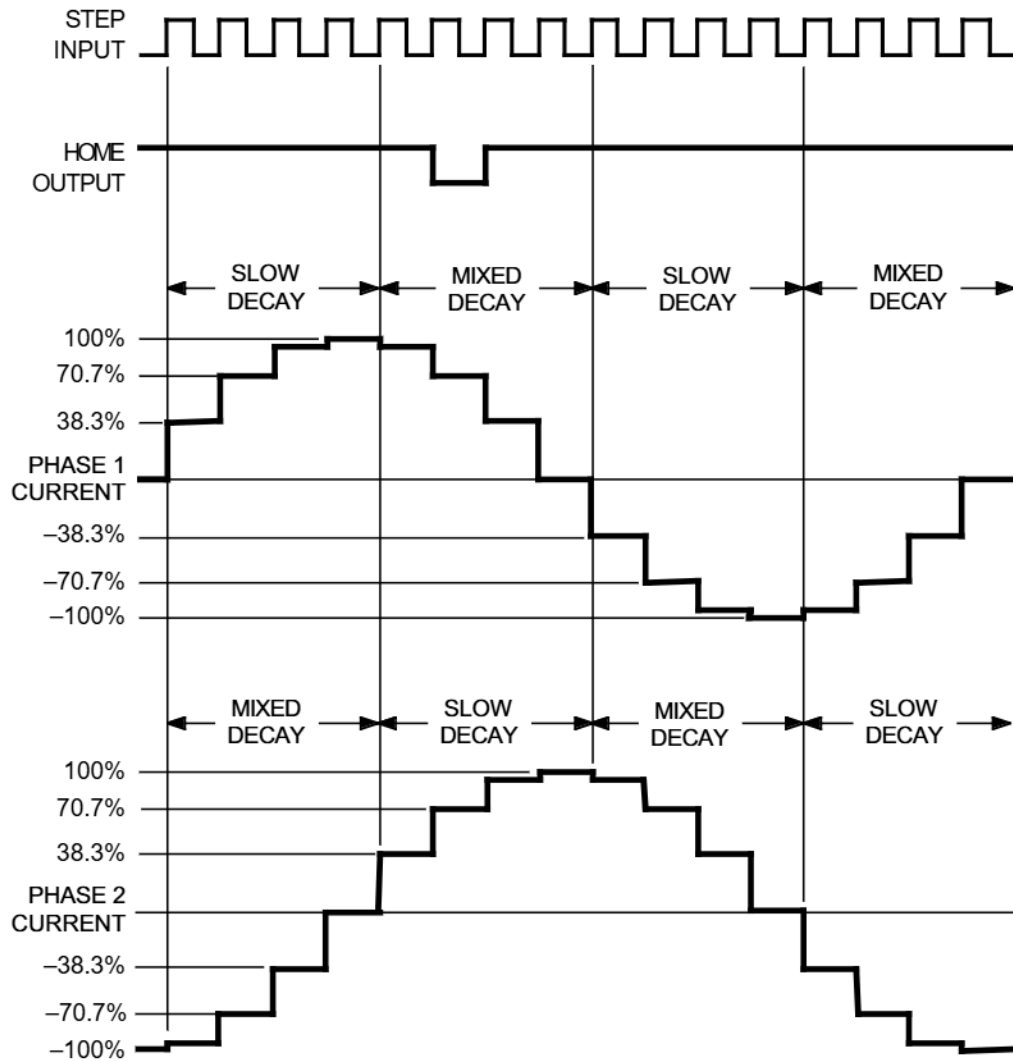 STEP
INPUT
HOME
OUTPUT
SLOW
DECAY
MIXED
DECAY
SLOW
DECAY
MIXED
DECAY
100%
70.7%
38.3%
PHASE 1
CURRENT
–38.3%
–70.7%
–100%
MIXED
DECAY
SLOW
DECAY
MIXED
DECAY
SLOW
DECAY
100%
70.7%
38.3%
PHASE 2
CURRENT
–38.3%
–70.7%
–100%